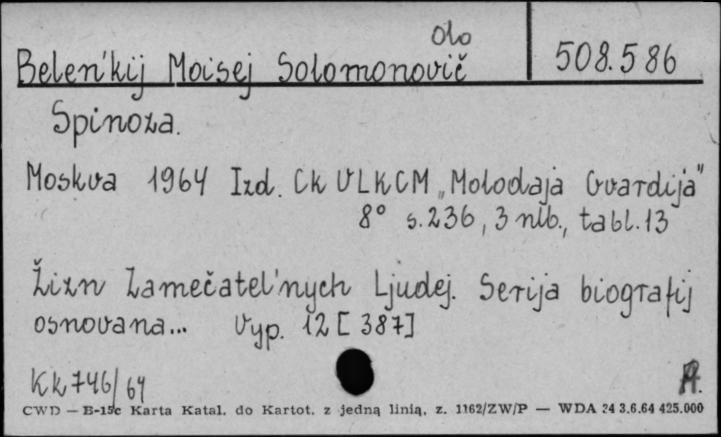 olo
508.586
Belen'kij Moisej Solomonovič
Spinoza.
Moskva 1964 Izd. Ck VLKCM „Molodaja Gvardija"
8° s.236, 3 nlb., tabl.13
Žizn Zamečatel'nych Ljudej. Serija biografij
osnovana... Vyp. 12 [387]
Kk 746/64
CWD — B-15c Karta Katal. do Kartot. z jedną linią, z. 1162/ZW/P — WDA 24 3.6.64 425.000